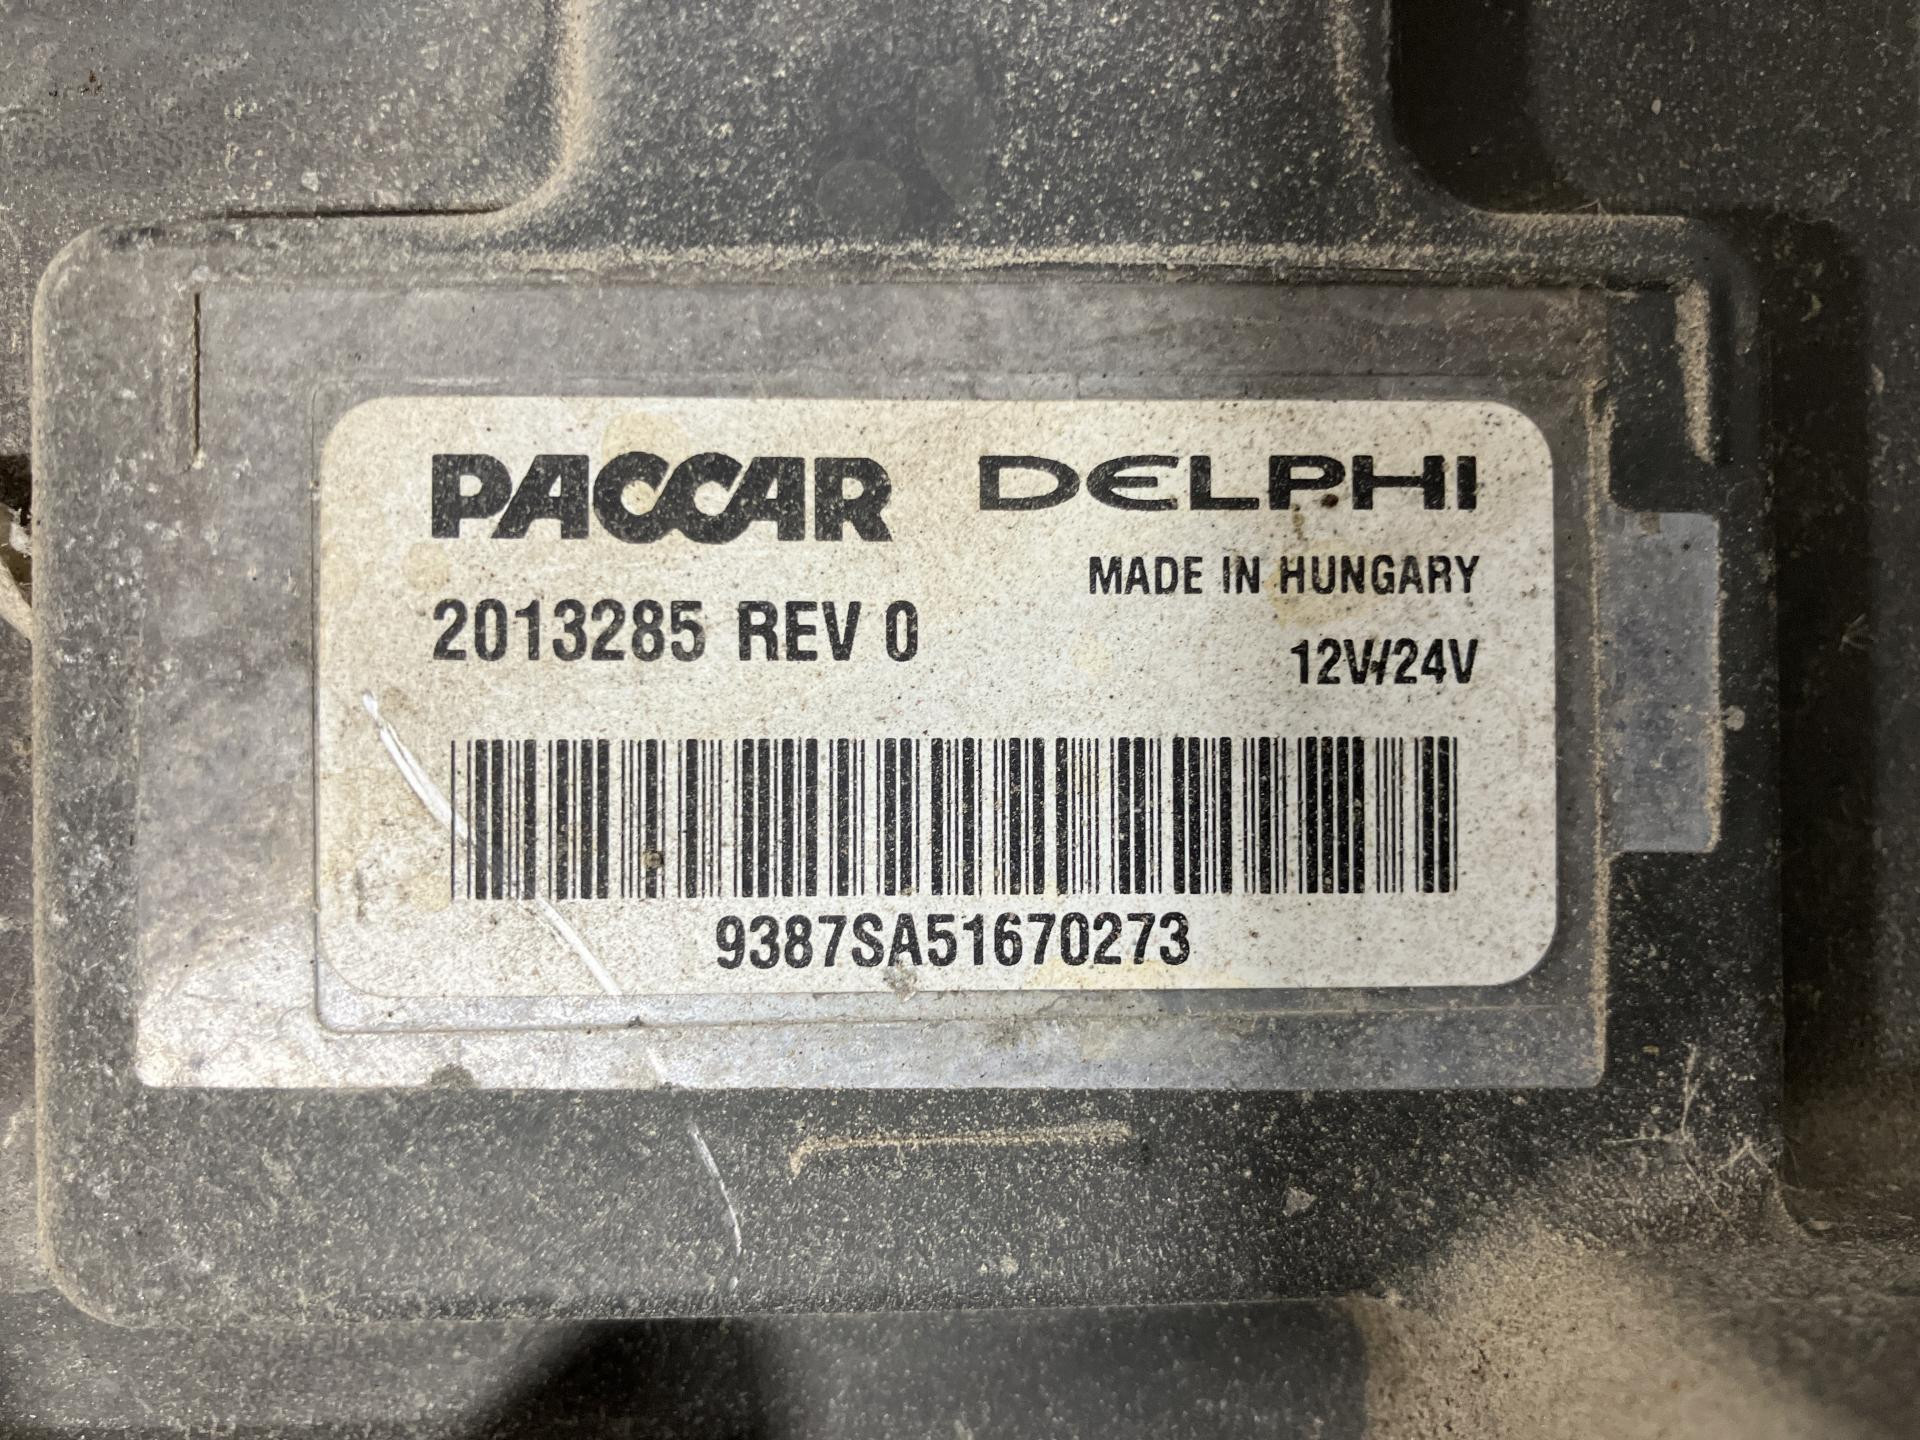 PACCAR DELPHI
MADE IN HUNGARY
2013285 REV 0
12V/24V
9387SA51670273